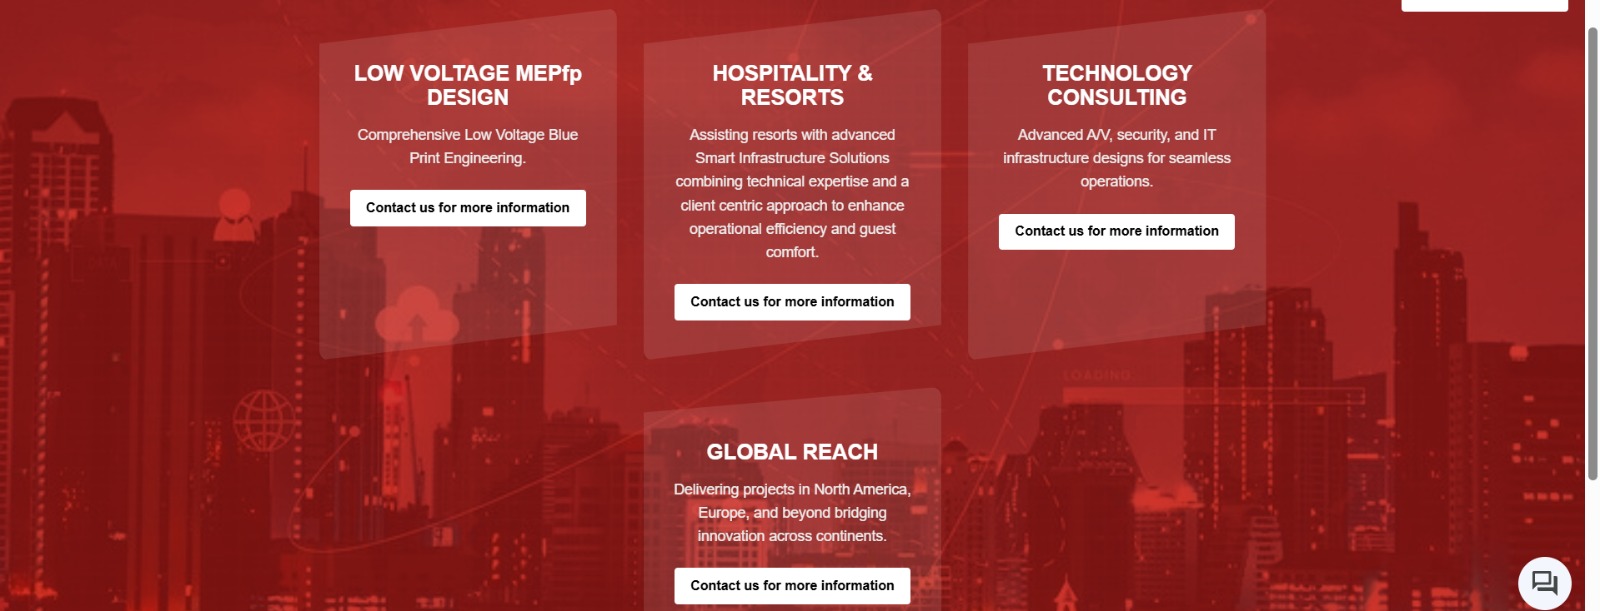 LOW VOLTAGE MEPfp
DESIGN
Comprehensive Low Voltage Blue
Print Engineering.
Contact us for more information
HOSPITALITY &
RESORTS
Assisting resorts with advanced
Smart Infrastructure Solutions
combining technical expertise and a
client centric approach to enhance
operational efficiency and guest
comfort.
Contact us for more information
TECHNOLOGY
CONSULTING
Advanced A/V, security, and IT
infrastructure designs for seamless
operations.
Contact us for more information
LOADING
GLOBAL REACH
Delivering projects in North America,
Europe, and beyond bridging
innovation across continents.
Contact us for more information